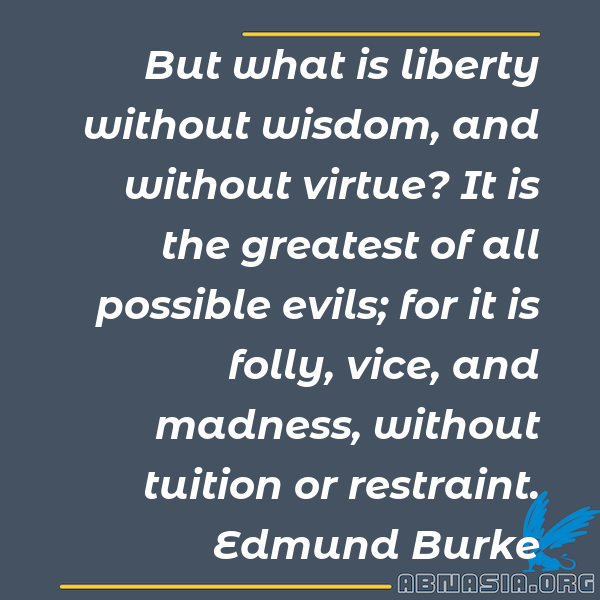 But what is liberty
without wisdom, and
without virtue? It is
the greatest of all
possible evils; for it is
folly, vice, and
madness, without
tuition or restraint.
Edmund Burke
ABNASIA.ORG